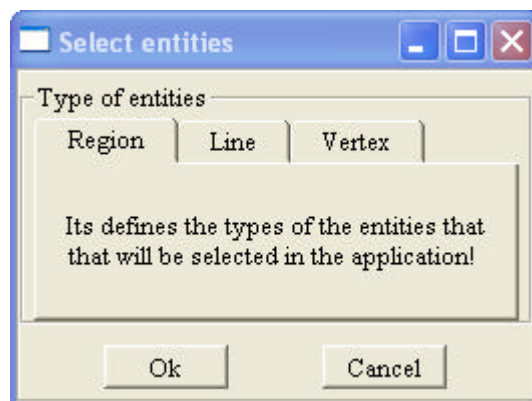 Select entities
Type of entities
Region Line Vertex
Its defines the types of the entities that
that will be selected in the application!
Ok Cancel